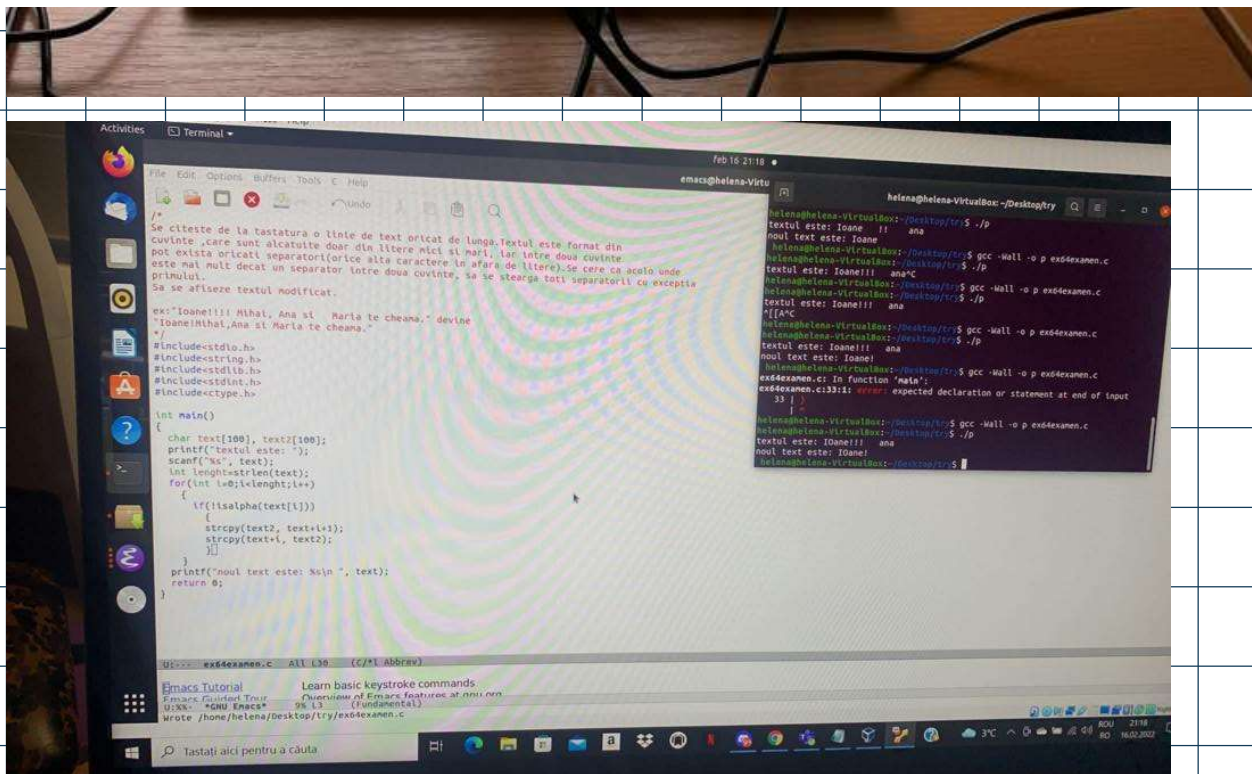 Activities
Terminal
Feb 16 21:18
emacs@helena-Virtu
File Edit Options Buffers Tools C Help
Undo
/*
Se citeste de la tastatura o linie de text oricat de lunga.Textul este format din
cuvinte ,care sunt alcatuite doar din litere mici si mari, iar intre doua cuvinte
pot exista oricati separatori(orice alte caractere in afara de litere).Se cere ca acolo unde
este mai mult decat un separator intre doua cuvinte, sa se stearga toti separatorii cu exceptia
primului.
Sa se afiseze textul modificat.
ex:"Ioane!!!! Mihai, Ana si   Maria te cheama." devine
"Ioane!Mihai,Ana si Maria te cheama."
*/
#include<stdio.h>
#include<string.h>
#include<stdlib.h>
#include<stdint.h>
#include<ctype.h>
int main()
{
char text[100], text2[100];
printf("textul este: ");
scanf("%s", text);
int lenght=strlen(text);
for(int i=0;i<lenght;i++)
{
if(!isalpha(text[i]))
{
strcpy(text2, text+i+1);
strcpy(text+i, text2);
}
}
printf("noul text este: %s\n ", text);
return 0;
}
U:--- ex64examen.c All L30 (C/*l Abbrev)
Emacs Tutorial Learn basic keystroke commands
Emacs Guided Tour Overview of Emacs features at gnu.org
U:%%- *GNU Emacs* 9% L3 (Fundamental)
Wrote /home/helena/Desktop/try/ex64examen.c
helena@helena-VirtualBox: ~/Desktop/try
helena@helena-VirtualBox:~/Desktop/try$ ./p
textul este: Ioane   !!   ana
noul text este: Ioane
helena@helena-VirtualBox:~/Desktop/try$ gcc -Wall -o p ex64examen.c
helena@helena-VirtualBox:~/Desktop/try$ ./p
textul este: Ioane!!!   ana^C
helena@helena-VirtualBox:~/Desktop/try$ gcc -Wall -o p ex64examen.c
helena@helena-VirtualBox:~/Desktop/try$ ./p
textul este: Ioane!!!   ana
^[[A^C
helena@helena-VirtualBox:~/Desktop/try$ gcc -Wall -o p ex64examen.c
helena@helena-VirtualBox:~/Desktop/try$ ./p
textul este: Ioane!!!   ana
noul text este: Ioane!
helena@helena-VirtualBox:~/Desktop/try$ gcc -Wall -o p ex64examen.c
ex64examen.c: In function ‘main’:
ex64examen.c:33:1: error: expected declaration or statement at end of input
33 | }
| ^
helena@helena-VirtualBox:~/Desktop/try$ gcc -Wall -o p ex64examen.c
helena@helena-VirtualBox:~/Desktop/try$ ./p
textul este: IOane!!!   ana
noul text este: IOane!
helena@helena-VirtualBox:~/Desktop/try$
Tastați aici pentru a căuta
3°C
ROU
RO
21:18
16.02.2022